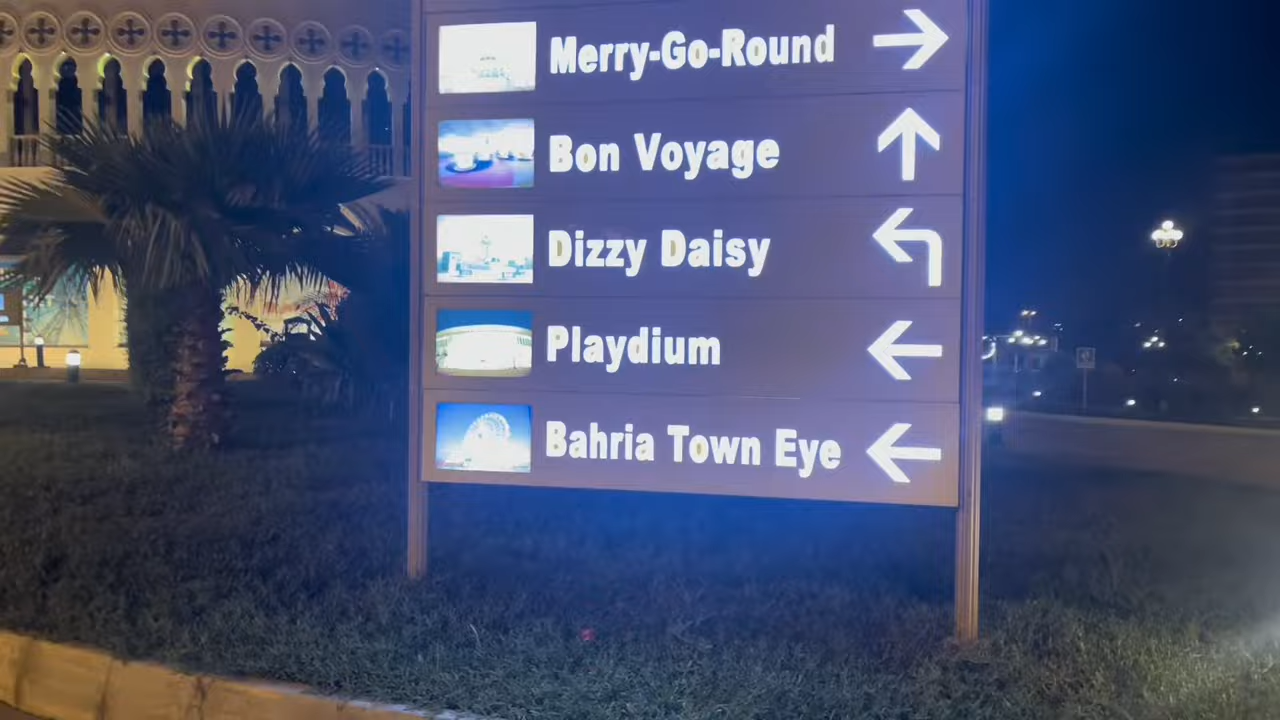 Merry-Go-Round
Bon Voyage
Dizzy Daisy
Playdium
Bahria Town Eye